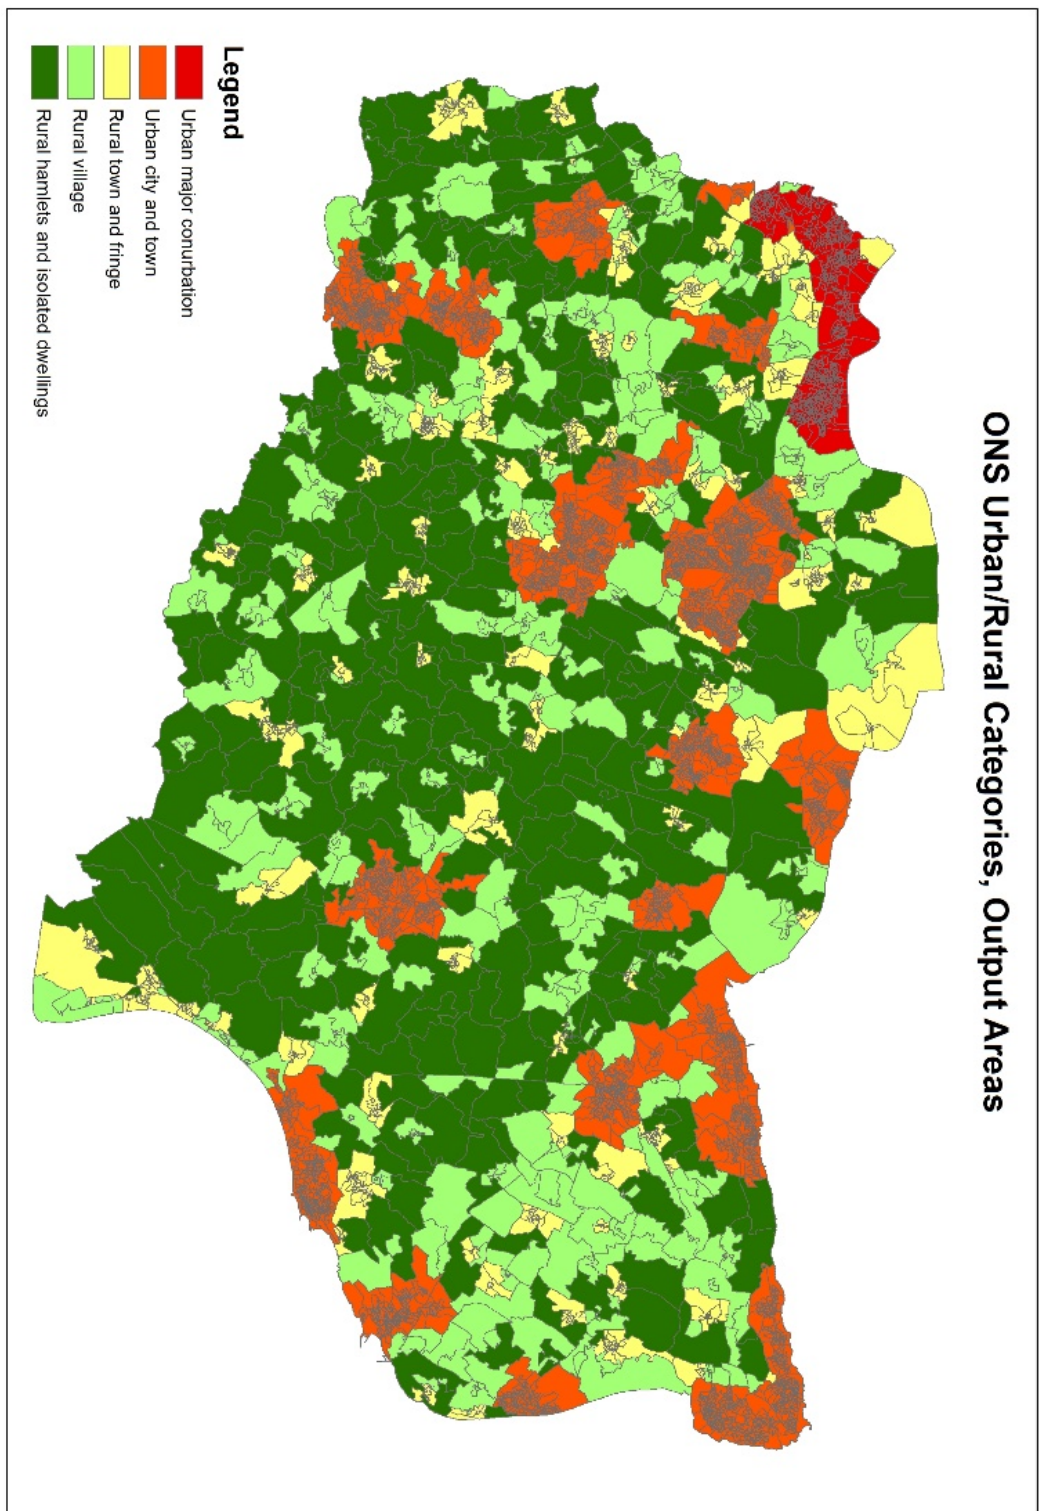 ONS Urban/Rural Categories, Output Areas
Legend
Urban major conurbation
Urban city and town
Rural town and fringe
Rural village
Rural hamlets and isolated dwellings